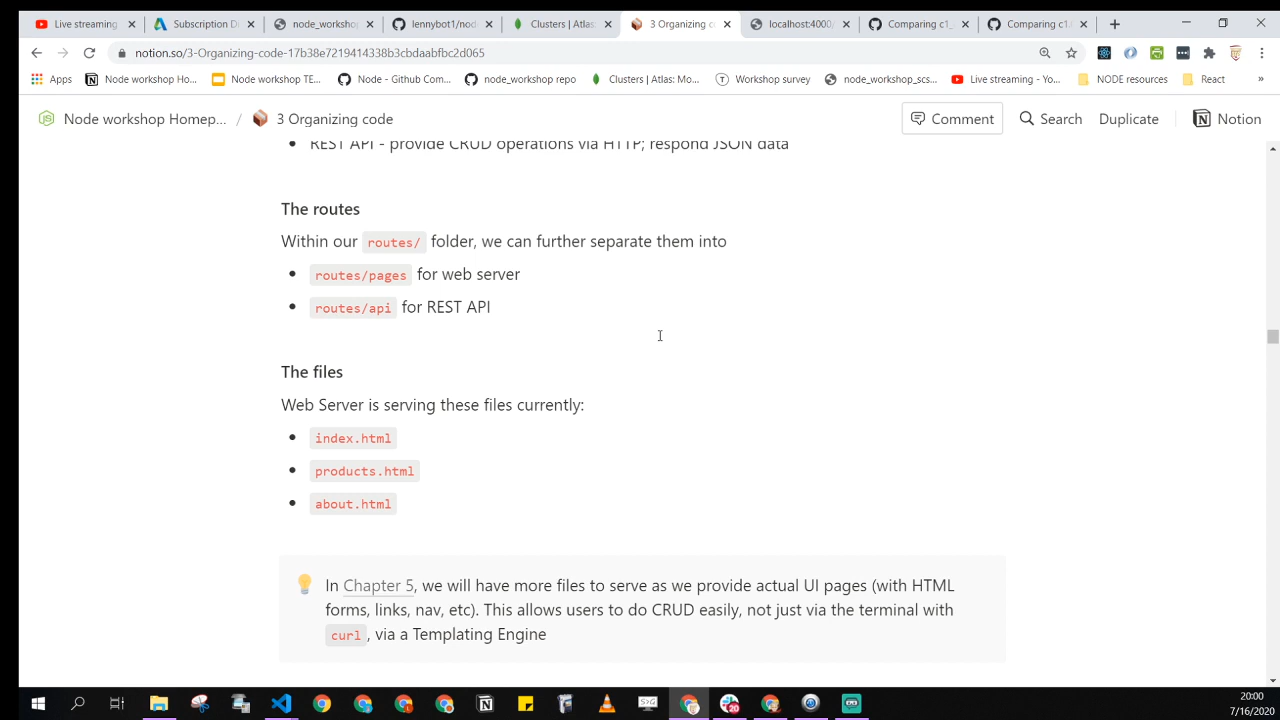 Live streaming
Subscription D
node_worksho
lennybot1/node
Clusters | Atlas:
3 Organizing co
localhost:4000/
Comparing c1_
Comparing c1.
notion.so/3-Organizing-code-17b38e7219414338b3cbdaabfbc2d065
Apps
Node workshop Ho...
Node workshop TE...
Node - Github Com...
node_workshop repo
Clusters | Atlas: Mo...
Workshop survey
node_workshop_scs...
Live streaming - Yo...
NODE resources
React
»
Node workshop Homep... / 3 Organizing code
Comment
Search
Duplicate
Notion
• REST API - provide CRUD operations via HTTP; respond JSON data
The routes
Within our routes/ folder, we can further separate them into
• routes/pages for web server
• routes/api for REST API
The files
Web Server is serving these files currently:
• index.html
• products.html
• about.html
In Chapter 5, we will have more files to serve as we provide actual UI pages (with HTML
forms, links, nav, etc). This allows users to do CRUD easily, not just via the terminal with
curl, via a Templating Engine
20:00
7/16/2020